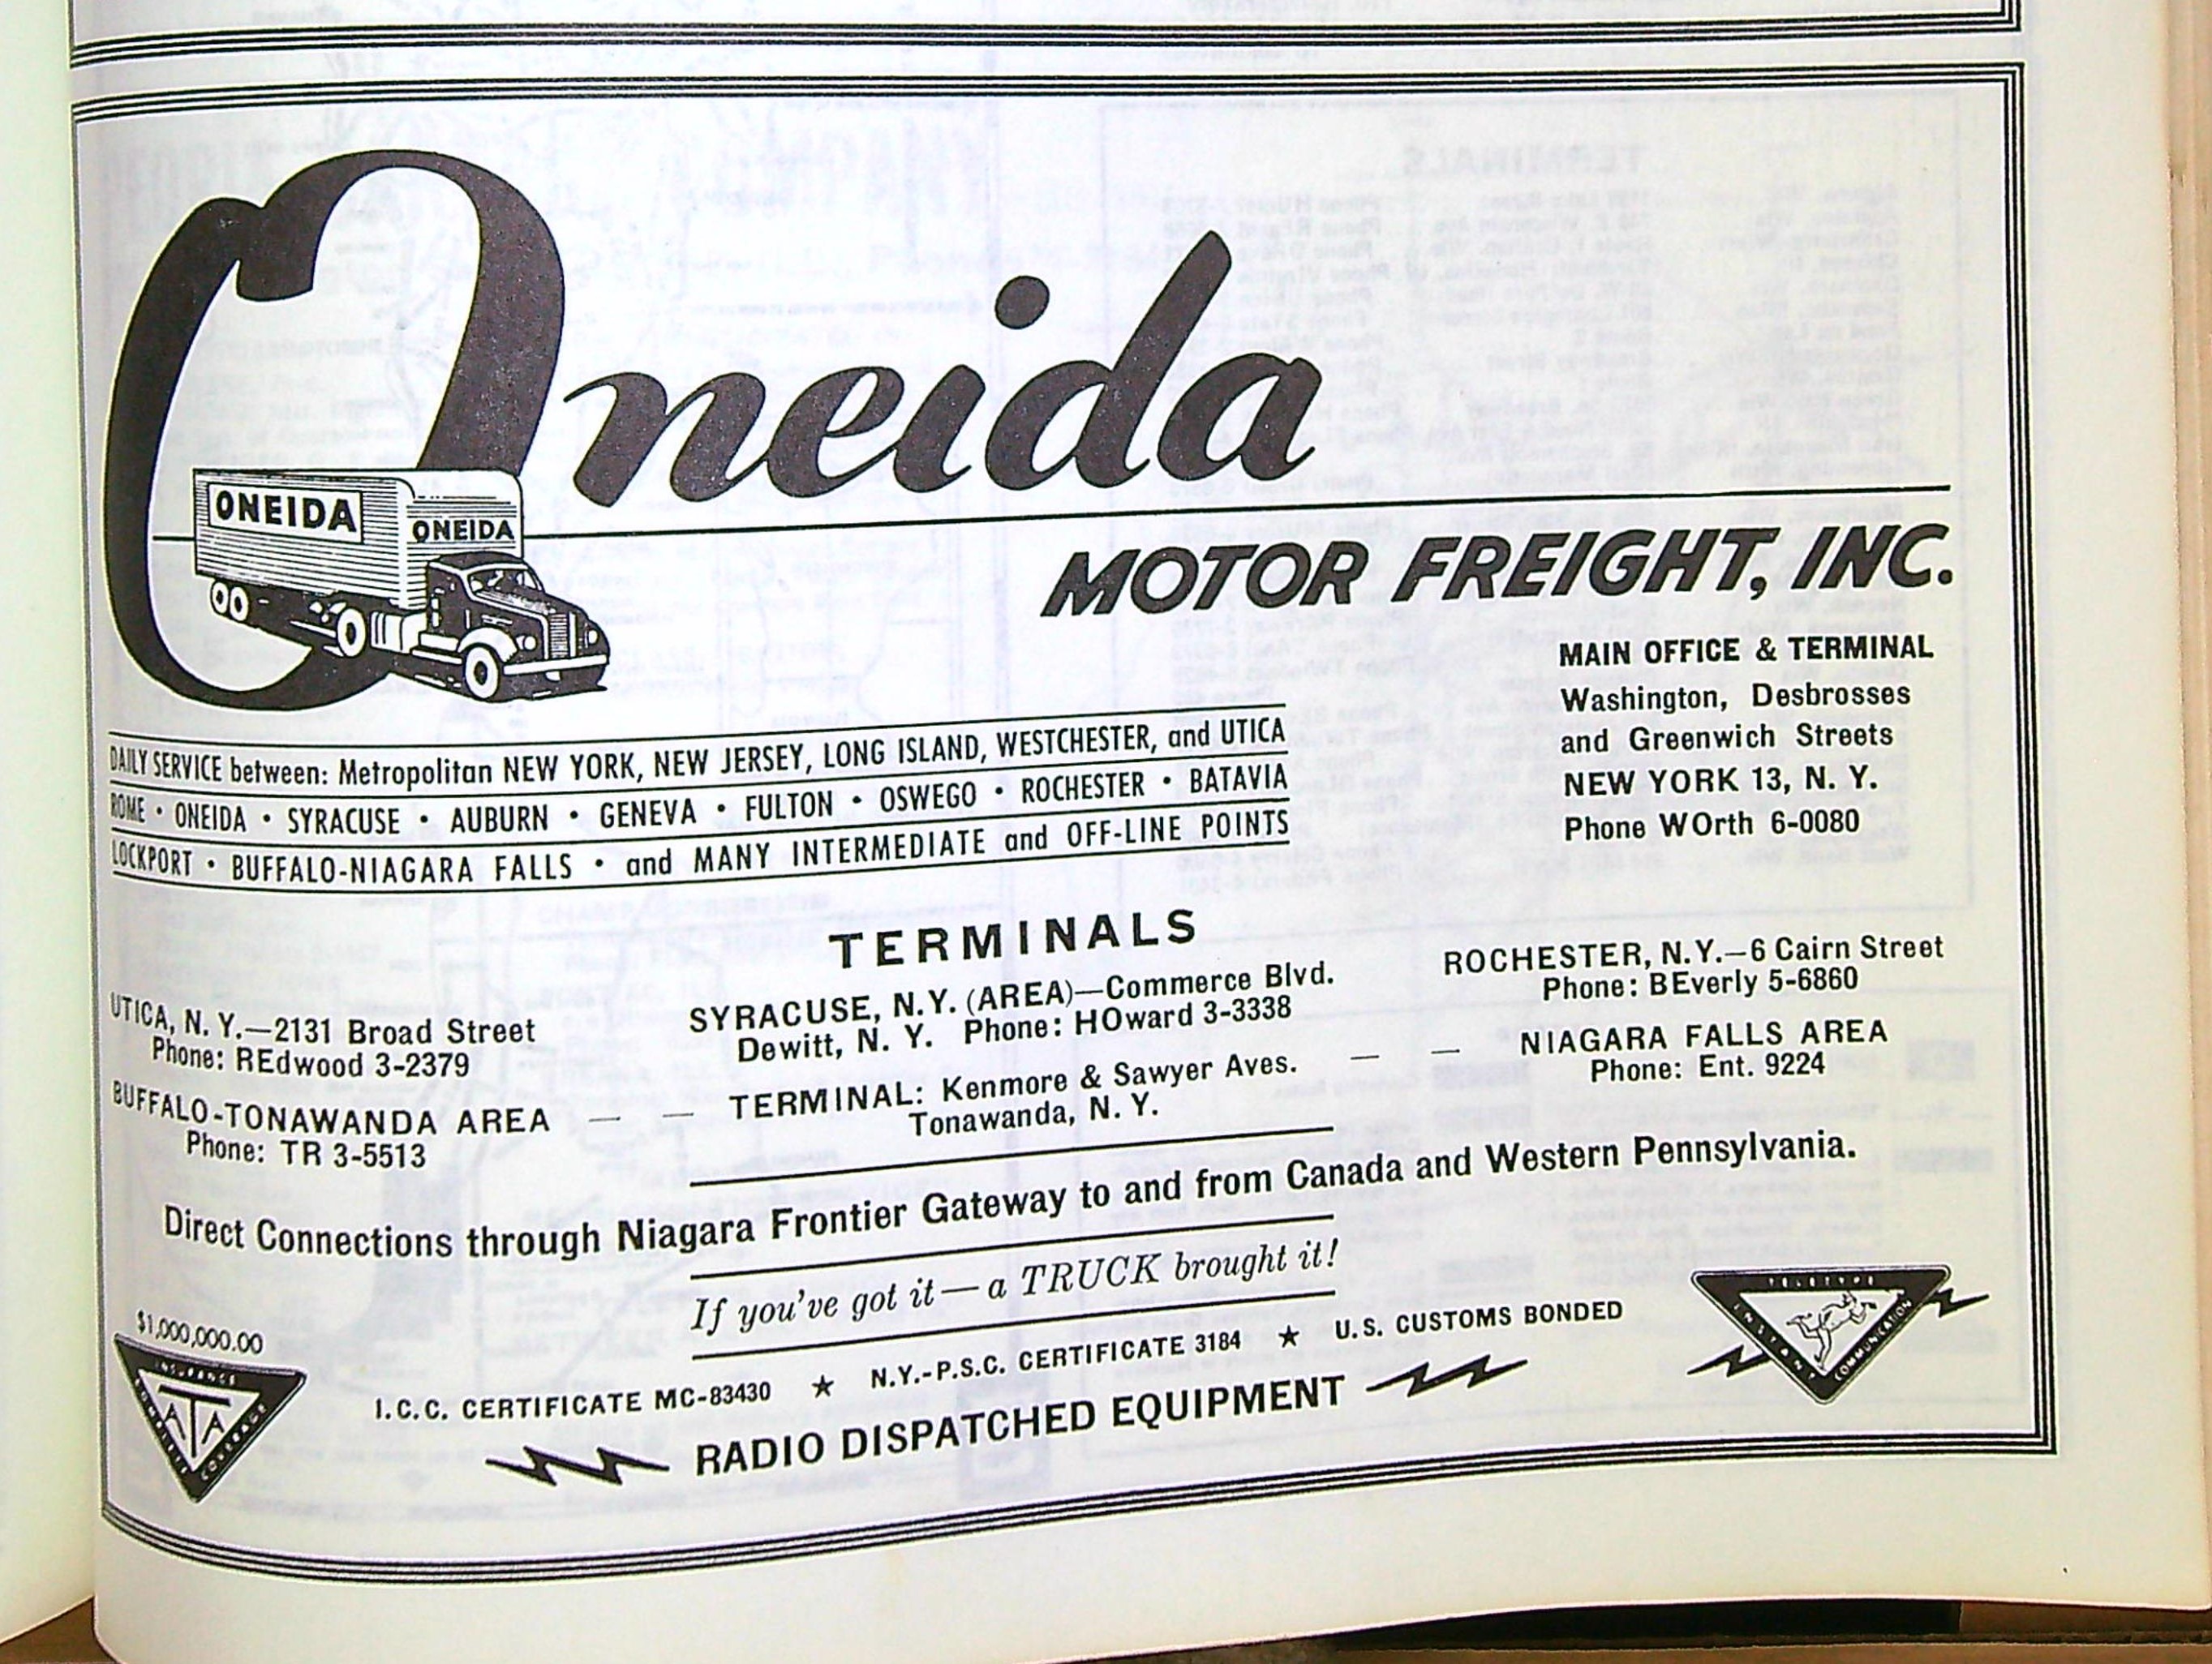 Oneida
ONEIDA
ONEIDA
MOTOR FREIGHT, INC.
MAIN OFFICE & TERMINAL
Washington, Desbrosses
and Greenwich Streets
NEW YORK 13, N. Y.
Phone WOrth 6-0080
DAILY SERVICE between: Metropolitan NEW YORK, NEW JERSEY, LONG ISLAND, WESTCHESTER, and UTICA
ROME • ONEIDA • SYRACUSE • AUBURN • GENEVA • FULTON • OSWEGO • ROCHESTER • BATAVIA
LOCKPORT • BUFFALO-NIAGARA FALLS • and MANY INTERMEDIATE and OFF-LINE POINTS
TERMINALS
UTICA, N. Y.—2131 Broad Street
Phone: REdwood 3-2379
SYRACUSE, N.Y. (AREA)—Commerce Blvd.
Dewitt, N. Y. Phone: HOward 3-3338
ROCHESTER, N.Y.—6 Cairn Street
Phone: BEverly 5-6860
BUFFALO-TONAWANDA AREA — — TERMINAL: Kenmore & Sawyer Aves. — — NIAGARA FALLS AREA
Phone: TR 3-5513 Tonawanda, N. Y. Phone: Ent. 9224
Direct Connections through Niagara Frontier Gateway to and from Canada and Western Pennsylvania.
If you've got it—a TRUCK brought it!
$1,000,000.00
INSURANCE
ATA
COVERAGE
I.C.C. CERTIFICATE MC-83430 ★ N.Y.-P.S.C. CERTIFICATE 3184 ★ U.S. CUSTOMS BONDED
RADIO DISPATCHED EQUIPMENT
TELETYPE
INSTANT
COMMUNICATION